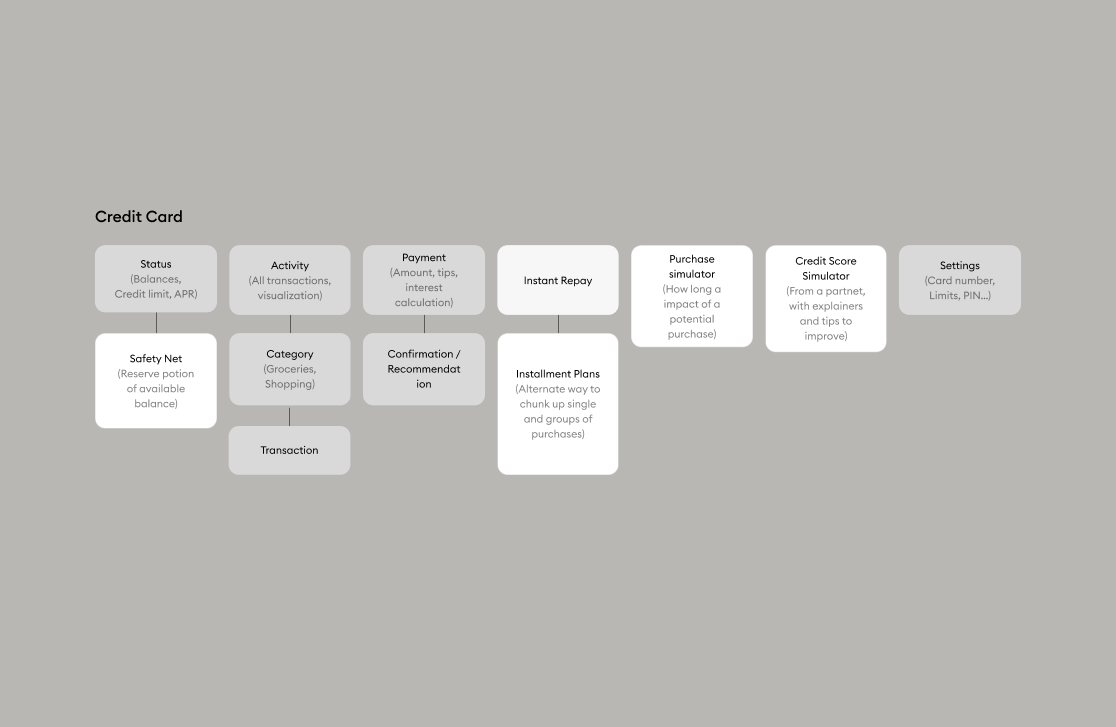 Credit Card
Status
(Balances,
Credit limit, APR)
Safety Net
(Reserve potion
of available
balance)
Activity
(All transactions,
visualization)
Category
(Groceries,
Shopping)
Transaction
Payment
(Amount, tips,
interest
calculation)
Confirmation /
Recommendat
ion
Instant Repay
Installment Plans
(Alternate way to
chunk up single
and groups of
purchases)
Purchase
simulator
(How long a
impact of a
potential
purchase)
Credit Score
Simulator
(From a partnet,
with explainers
and tips to
improve)
Settings
(Card number,
Limits, PIN...)